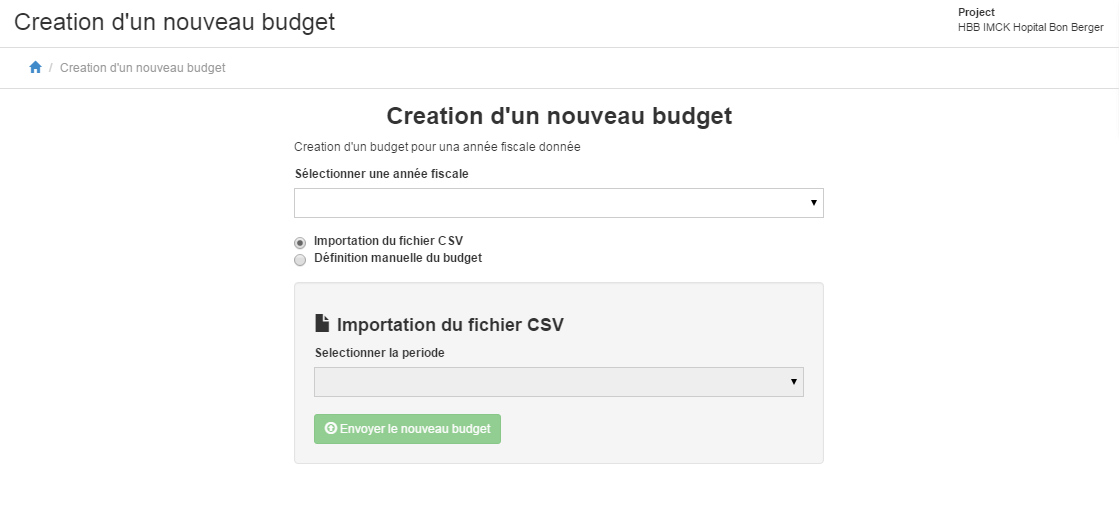 Creation d'un nouveau budget
Project
HBB IMCK Hopital Bon Berger
/ Creation d'un nouveau budget
Creation d'un nouveau budget
Creation d'un budget pour una année fiscale donnée
Sélectionner une année fiscale
Importation du fichier CSV
Définition manuelle du budget
Importation du fichier CSV
Selectionner la periode
Envoyer le nouveau budget